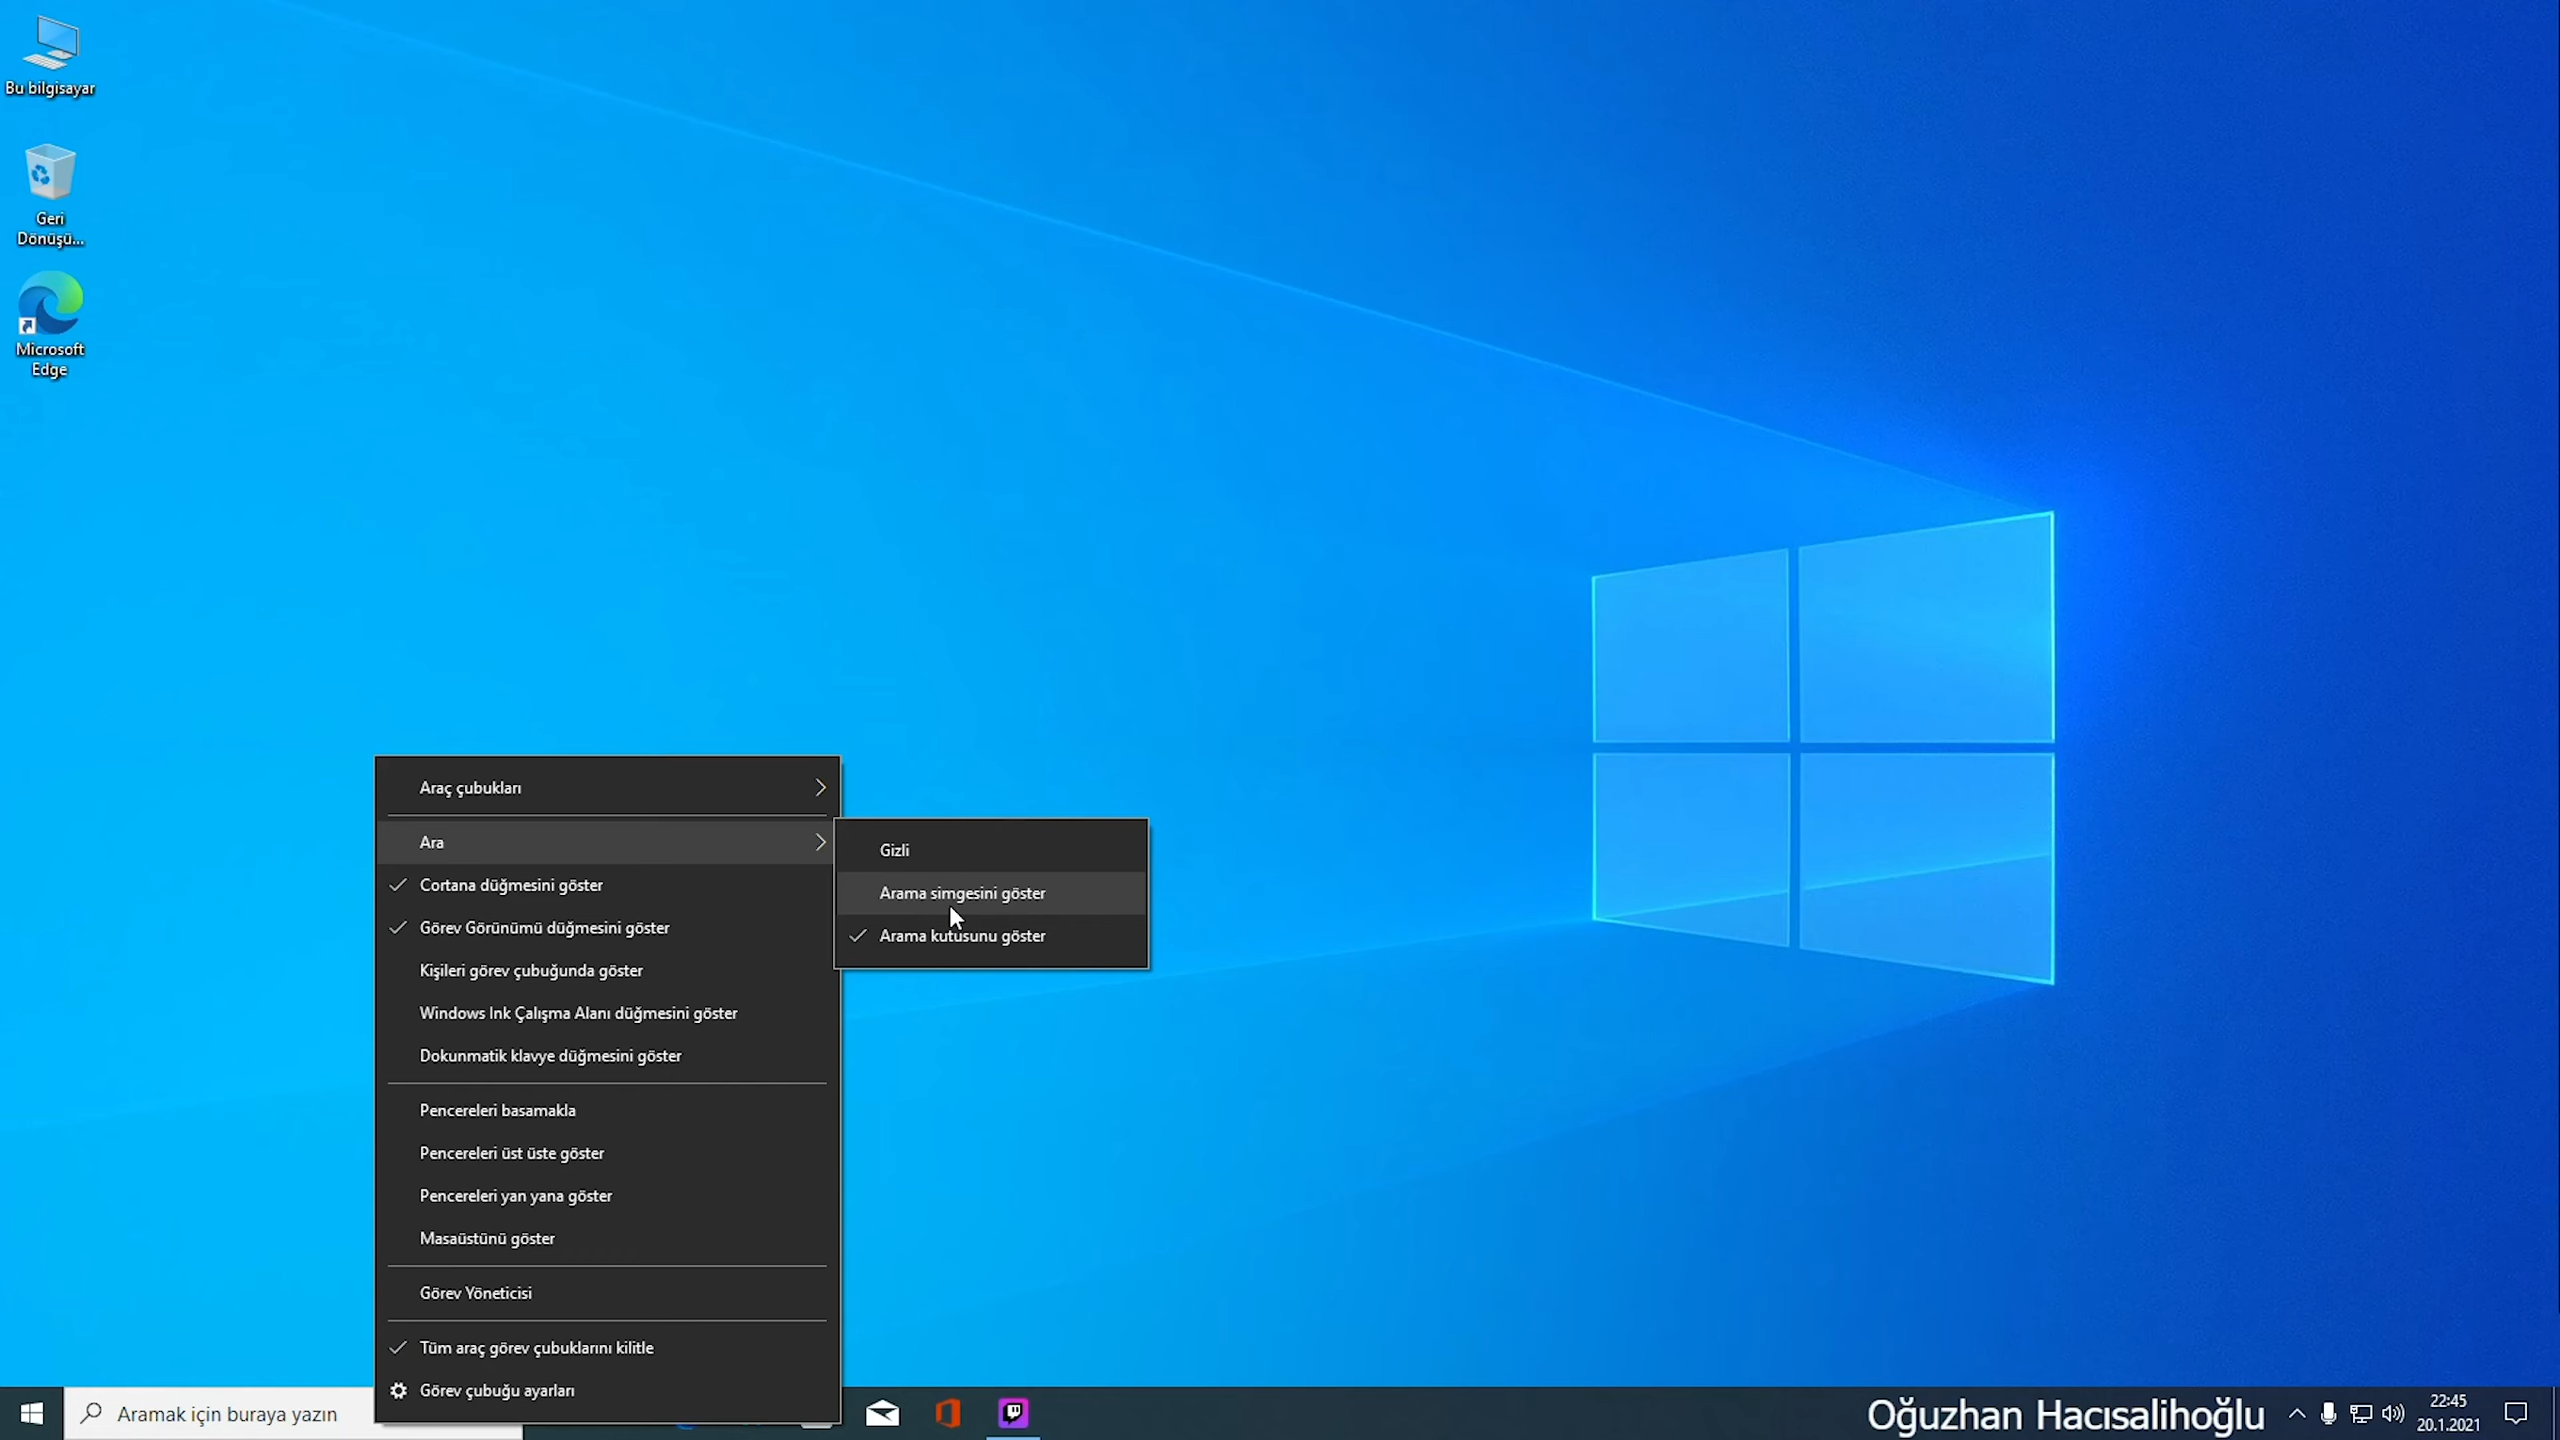 Bu bilgisayar
Geri
Dönüşü...
Microsoft
Edge
Araç çubukları
Ara
Cortana düğmesini göster
Görev Görünümü düğmesini göster
Kişileri görev çubuğunda göster
Windows Ink Çalışma Alanı düğmesini göster
Dokunmatik klavye düğmesini göster
Pencereleri basamakla
Pencereleri üst üste göster
Pencereleri yan yana göster
Masaüstünü göster
Görev Yöneticisi
Tüm araç görev çubuklarını kilitle
Görev çubuğu ayarları
Gizli
Arama simgesini göster
Arama kutusunu göster
Aramak için buraya yazın
Oğuzhan Hacısalihoğlu
22:45
20.1.2021